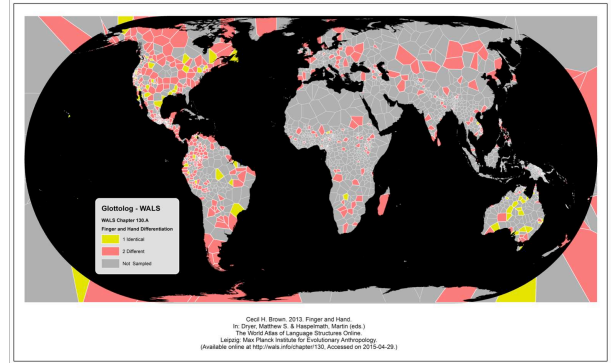 Glottolog - WALS
WALS Chapter 130.A
Finger and Hand Differentiation
1 Identical
2 Different
Not Sampled
Cecil H. Brown. 2013. Finger and Hand.
In: Dryer, Matthew S. & Haspelmath, Martin (eds.)
The World Atlas of Language Structures Online.
Leipzig: Max Planck Institute for Evolutionary Anthropology.
(Available online at http://wals.info/chapter/130, Accessed on 2015-04-29.)